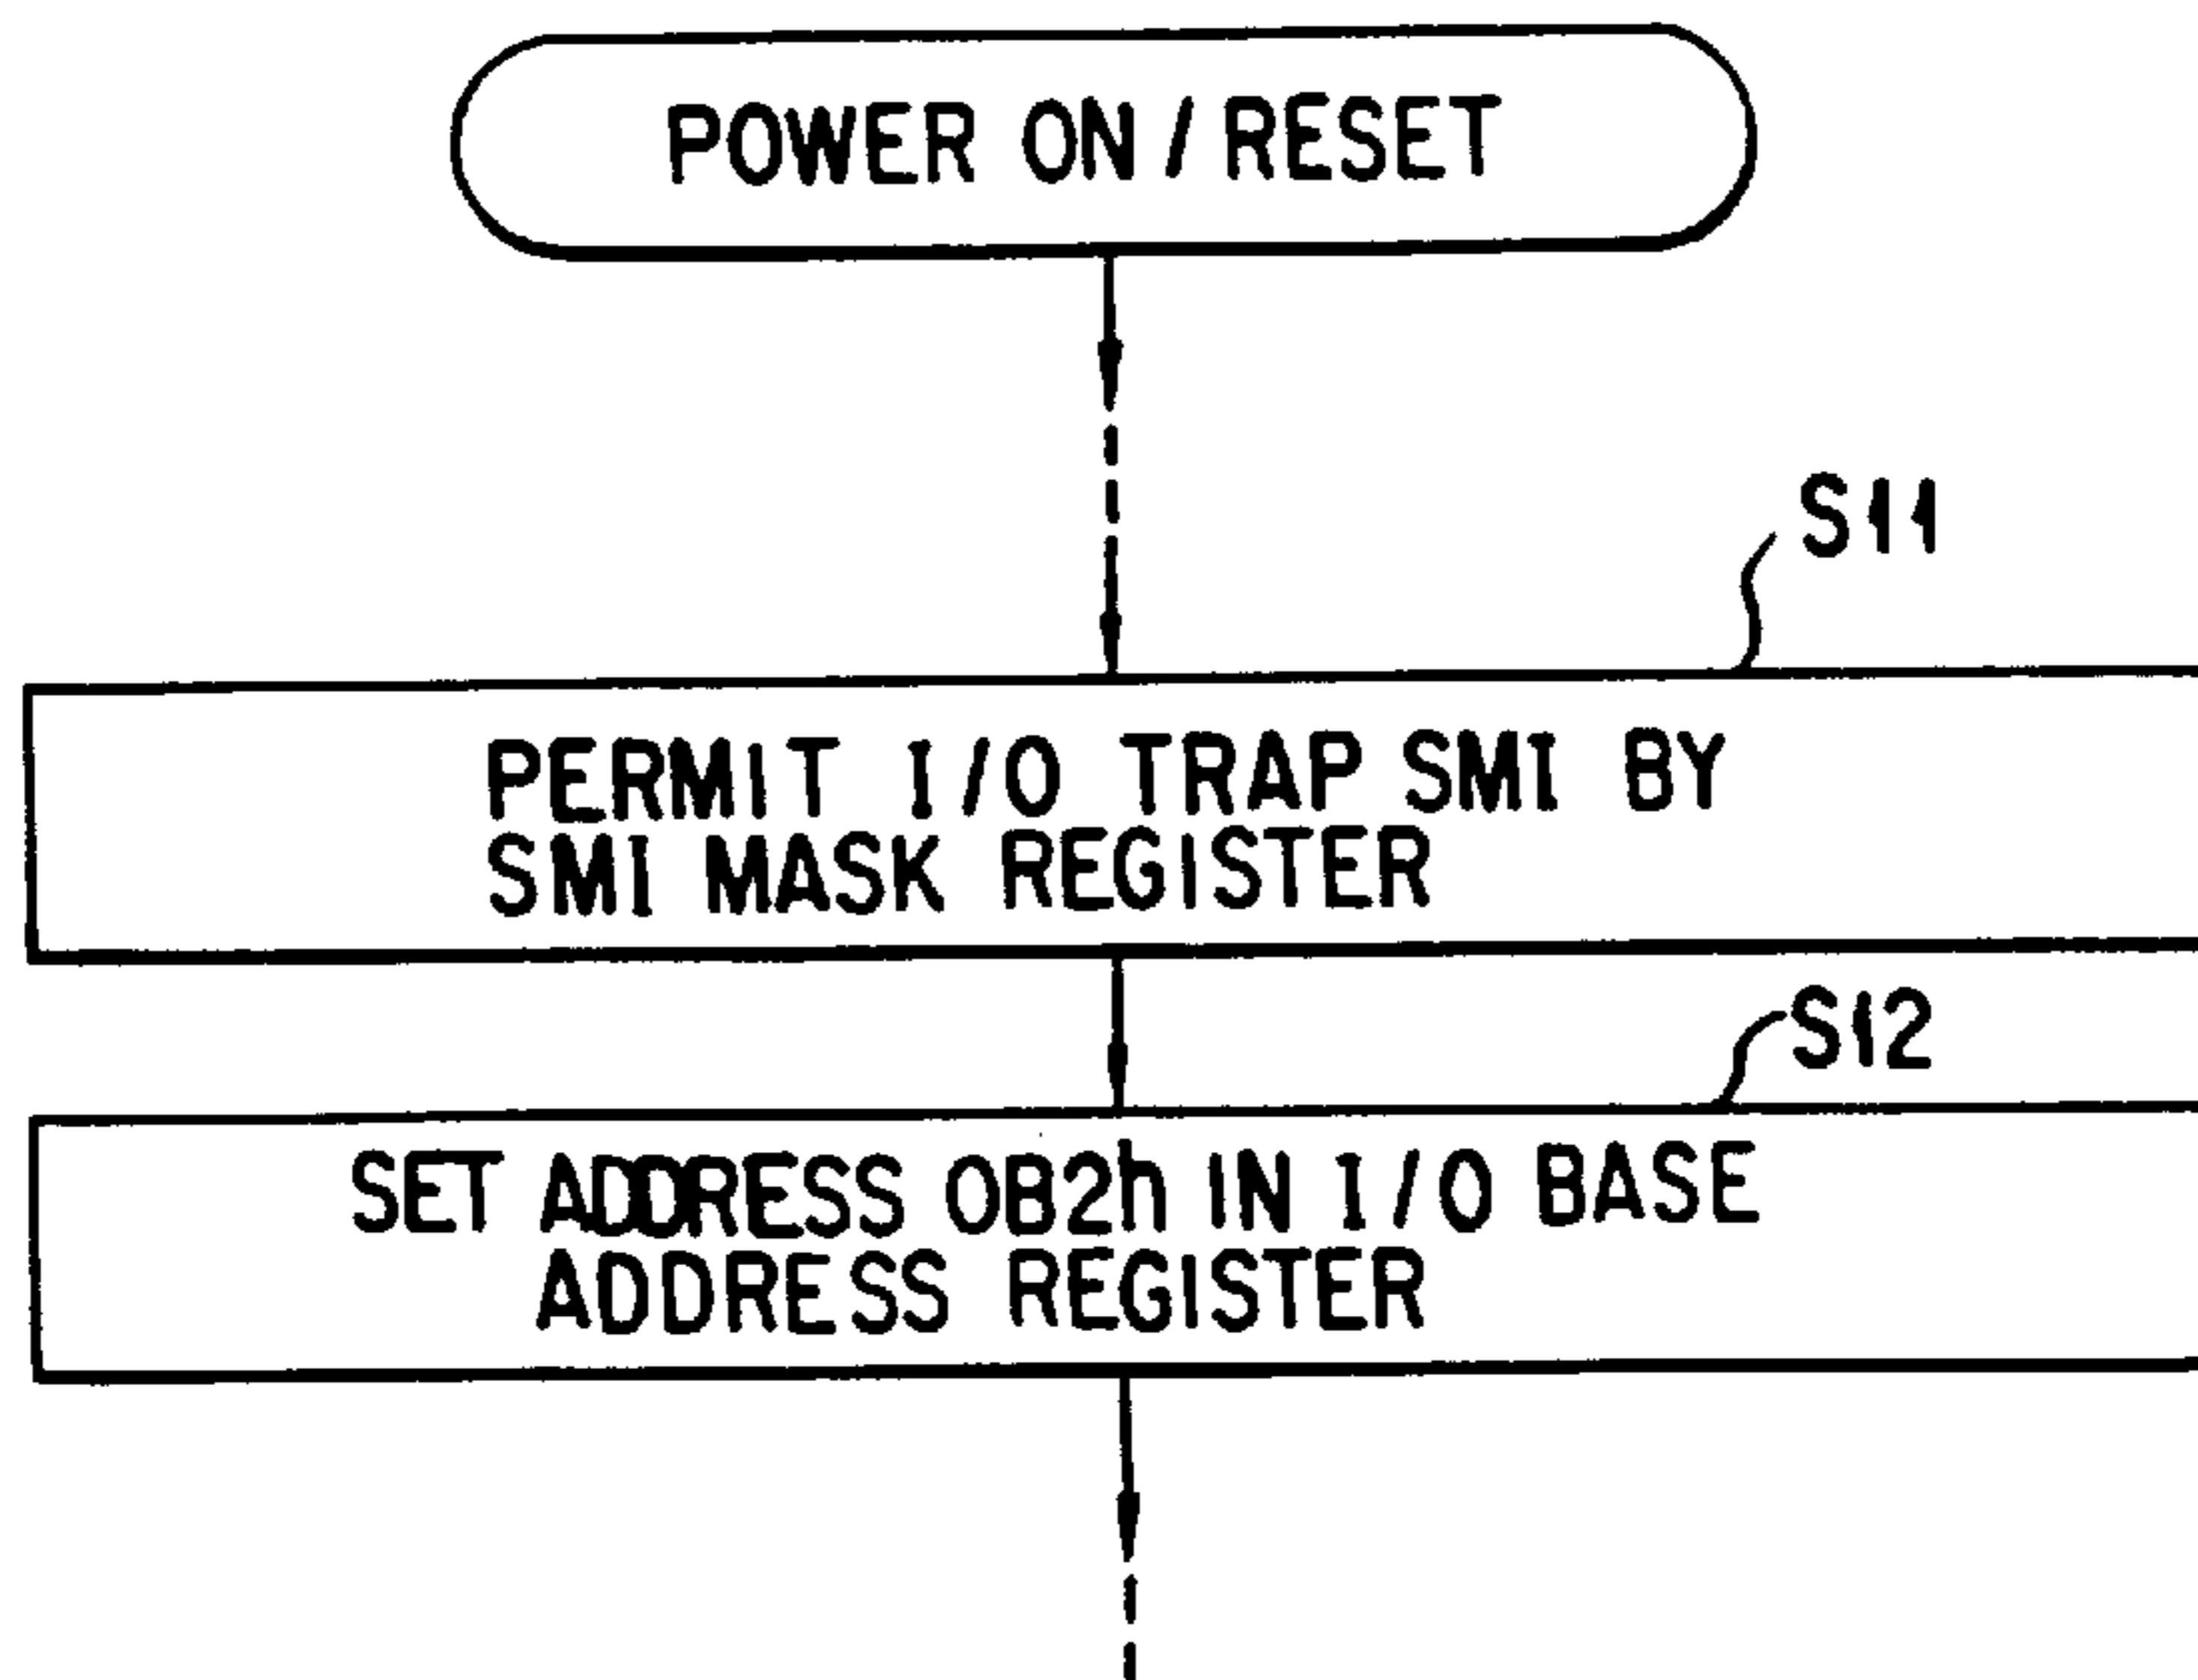 POWER ON / RESET
S11
PERMIT I/O TRAP SMI BY
SMI MASK REGISTER
S12
SET ADDRESS 0B2h IN I/O BASE
ADDRESS REGISTER